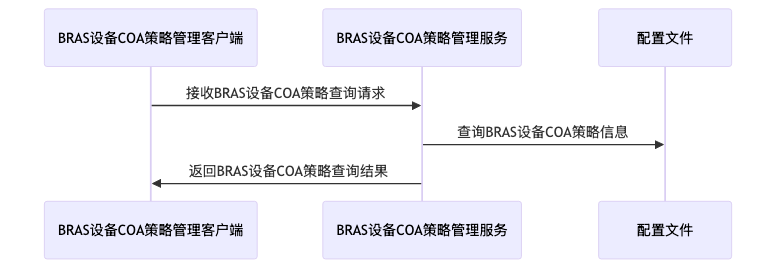 BRAS设备COA策略管理客户端
BRAS设备COA策略管理服务
配置文件
接收BRAS设备COA策略查询请求
查询BRAS设备COA策略信息
返回BRAS设备COA策略查询结果
BRAS设备COA策略管理客户端
BRAS设备COA策略管理服务
配置文件